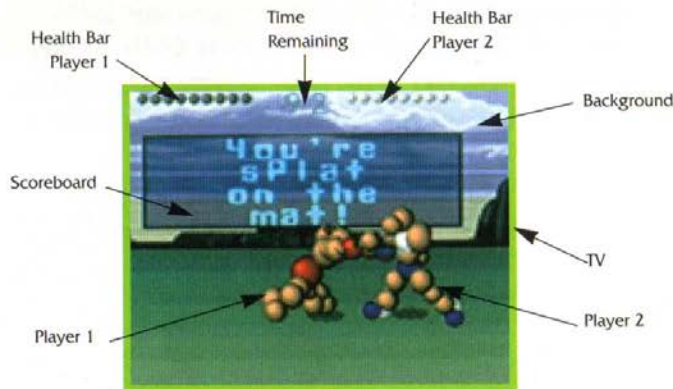 Health Bar
Player 1
Time
Remaining
Health Bar
Player 2
Background
You're
splat
on the
mat!
Scoreboard
TV
Player 1
Player 2